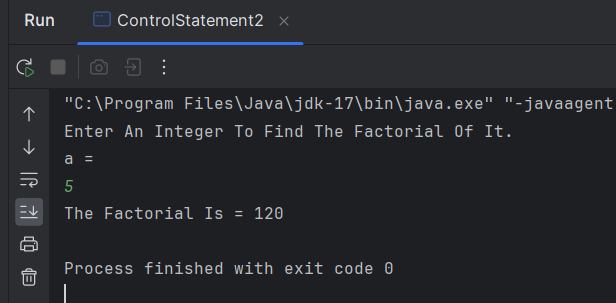 Run ControlStatement2
"C:\Program Files\Java\jdk-17\bin\java.exe" "-javaagent
Enter An Integer To Find The Factorial Of It.
a =
5
The Factorial Is = 120
Process finished with exit code 0